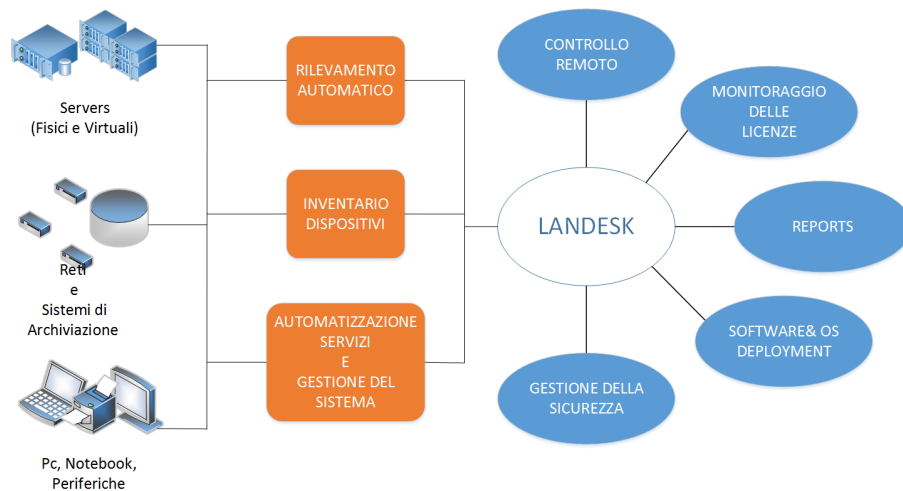 Servers
(Fisici e Virtuali)
Reti
e
Sistemi di
Archiviazione
Pc, Notebook,
Periferiche
RILEVAMENTO
AUTOMATICO
INVENTARIO
DISPOSITIVI
AUTOMATIZZAZIONE
SERVIZI
E
GESTIONE DEL
SISTEMA
LANDESK
CONTROLLO
REMOTO
MONITORAGGIO
DELLE
LICENZE
REPORTS
SOFTWARE& OS
DEPLOYMENT
GESTIONE DELLA
SICUREZZA